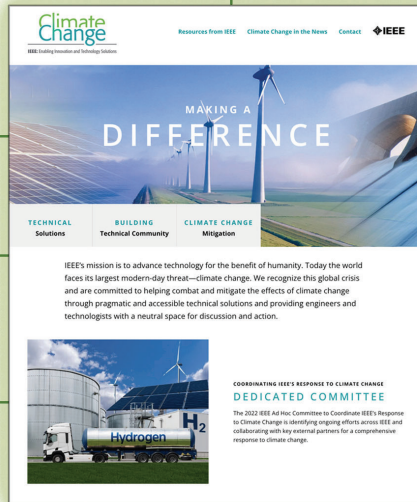 Climate
Change
IEEE: Enabling Innovation and Technology Solutions
Resources from IEEE Climate Change in the News Contact IEEE
MAKING A
DIFFERENCE
TECHNICAL
Solutions
BUILDING
Technical Community
CLIMATE CHANGE
Mitigation
IEEE's mission is to advance technology for the benefit of humanity. Today the world
faces its largest modern-day threat—climate change. We recognize this global crisis
and are committed to helping combat and mitigate the effects of climate change
through pragmatic and accessible technical solutions and providing engineers and
technologists with a neutral space for discussion and action.
H2
Hydrogen
COORDINATING IEEE'S RESPONSE TO CLIMATE CHANGE
DEDICATED COMMITTEE
The 2022 IEEE Ad Hoc Committee to Coordinate IEEE's Response
to Climate Change is identifying ongoing efforts across IEEE and
collaborating with key external partners for a comprehensive
response to climate change.